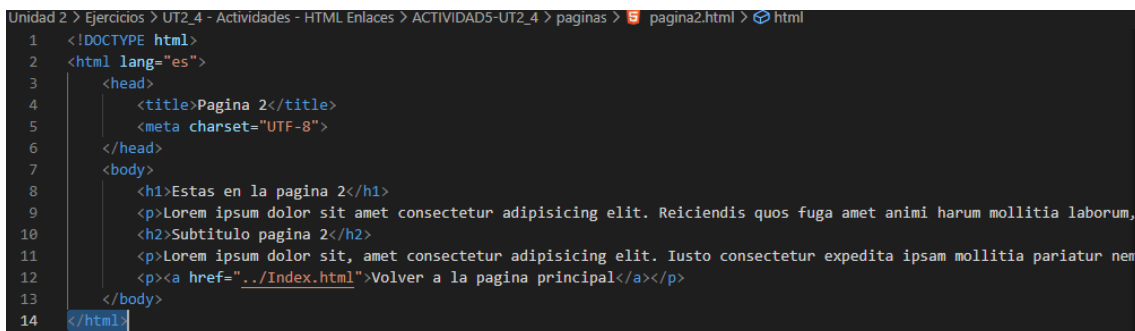 Unidad 2 > Ejercicios > UT2_4 - Actividades - HTML Enlaces > ACTIVIDAD5-UT2_4 > paginas > pagina2.html > html
1 <!DOCTYPE html>
2 <html lang="es">
3 <head>
4 <title>Pagina 2</title>
5 <meta charset="UTF-8">
6 </head>
7 <body>
8 <h1>Estas en la pagina 2</h1>
9 <p>Lorem ipsum dolor sit amet consectetur adipisicing elit. Reiciendis quos fuga amet animi harum mollitia laborum,
10 <h2>Subtitulo pagina 2</h2>
11 <p>Lorem ipsum dolor sit, amet consectetur adipisicing elit. Iusto consectetur expedita ipsam mollitia pariatur nem
12 <p><a href="../Index.html">Volver a la pagina principal</a></p>
13 </body>
14 </html>